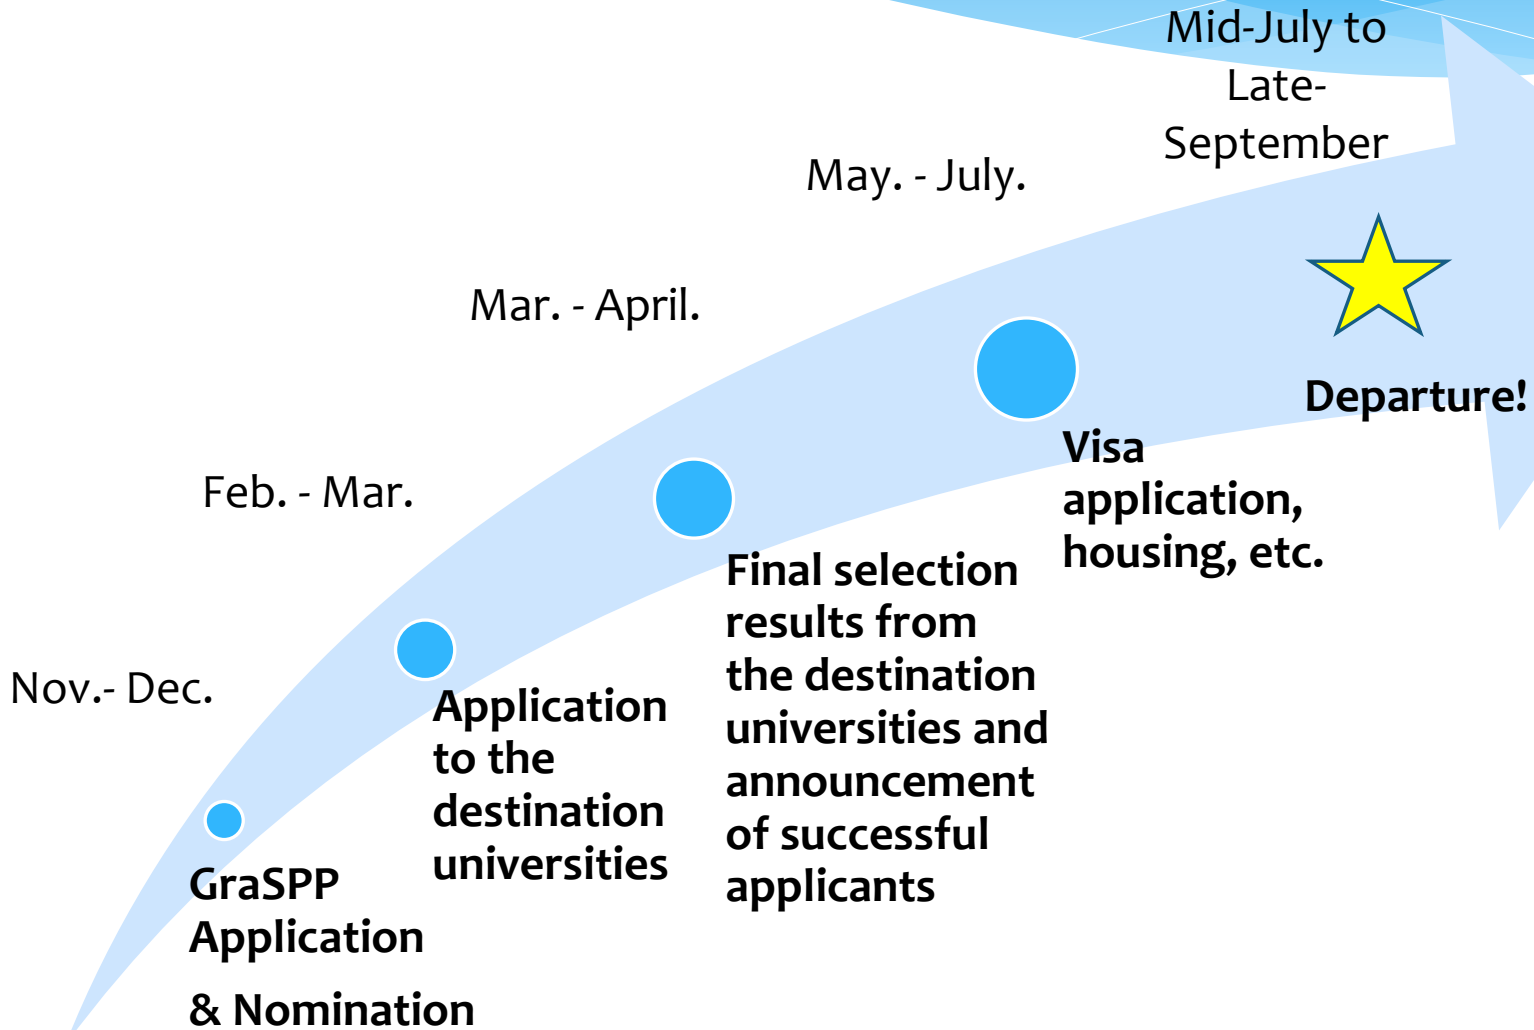 Nov.- Dec.
GraSPP
Application
& Nomination
Feb. - Mar.
Application
to the
destination
universities
Mar. - April.
Final selection
results from
the destination
universities and
announcement
of successful
applicants
May. - July.
Visa
application,
housing, etc.
Mid-July to
Late-
September
Departure!